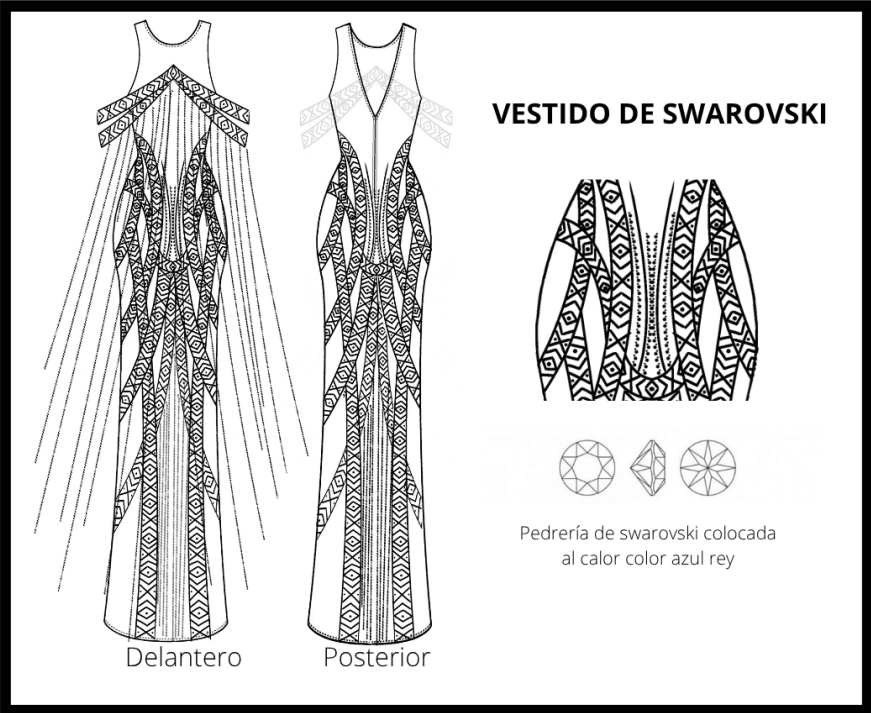 VESTIDO DE SWAROVSKI
Pedrería de swarovski colocada
al calor color azul rey
Delantero
Posterior